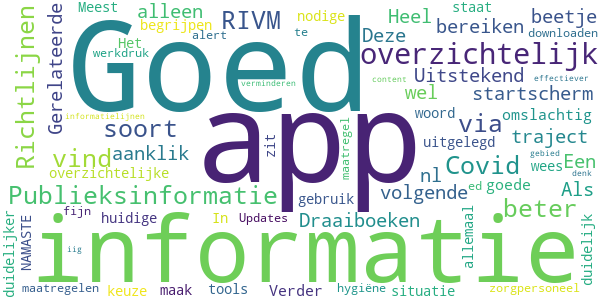 Meest
alleen
RIVM
Heel
staat
beetje
begrijpen
nodige
bereiken
Het
alert
te
Deze
downloaden
werkdruk
Goed
overzichtelijk
Richtlijnen
Gerelateerde
verminderen
Uitstekend
content
effectiever
wel
startscherm
informatielijnen
soort
app
via
woord
omslachtig
maatregel
uitgelegd
traject
zit
vind
aanklik
Covid
gebied
Een
overzichtelijke
nl
wees
denk
Publieksinformatie
gebruik
volgende
ed
goede
Als
fijn
huidige
In
Updates
Draaiboeken
beter
duidelijker
NAMASTE
informatie
allemaal
duidelijk
iig
maatregelen
keuze
maak
tools
Verder
hygiëne
situatie
zorgpersoneel